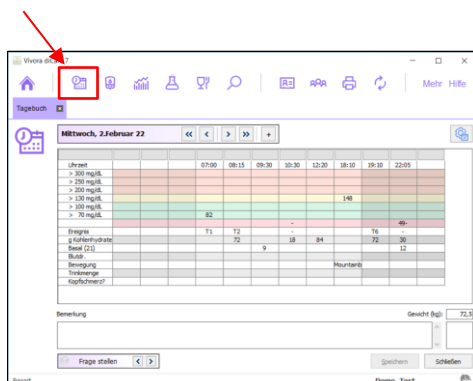 Vivora diCa 7
Mehr Hilfe
Tagebuch
Mittwoch, 2.Februar 22 << < > >> +
Uhrzeit 07:00 08:15 09:30 10:30 12:20 18:10 19:10 22:05
> 300 mg/dL
> 250 mg/dL
> 200 mg/dL
> 130 mg/dL 148
> 100 mg/dL
> 70 mg/dL 82
- 49-
Ereignis T1 T2 - T6 -
g Kohlenhydrate 72 18 84 72 30
Basal (21) 9 12
Blutdr.
Bewegung Mountainb
Trinkmenge
Kopfschmerz?
Bemerkung Gewicht (kg): 72,5
Frage stellen < > Speichern Schließen
Bereit Demo, Test